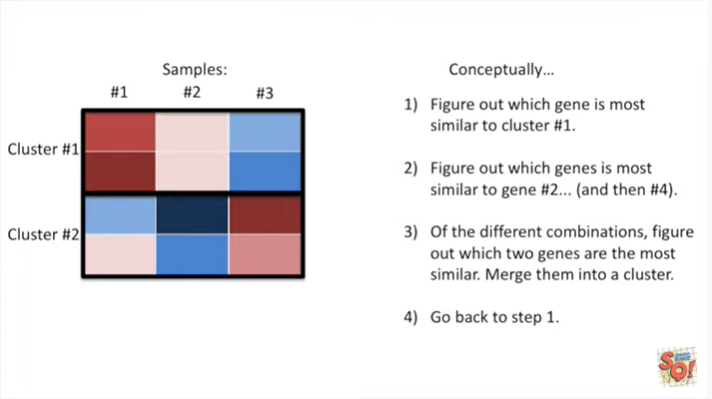 Samples:
#1 #2 #3
Cluster #1
Cluster #2
Conceptually...
1) Figure out which gene is most
similar to cluster #1.
2) Figure out which genes is most
similar to gene #2... (and then #4).
3) Of the different combinations, figure
out which two genes are the most
similar. Merge them into a cluster.
4) Go back to step 1.
SQ!